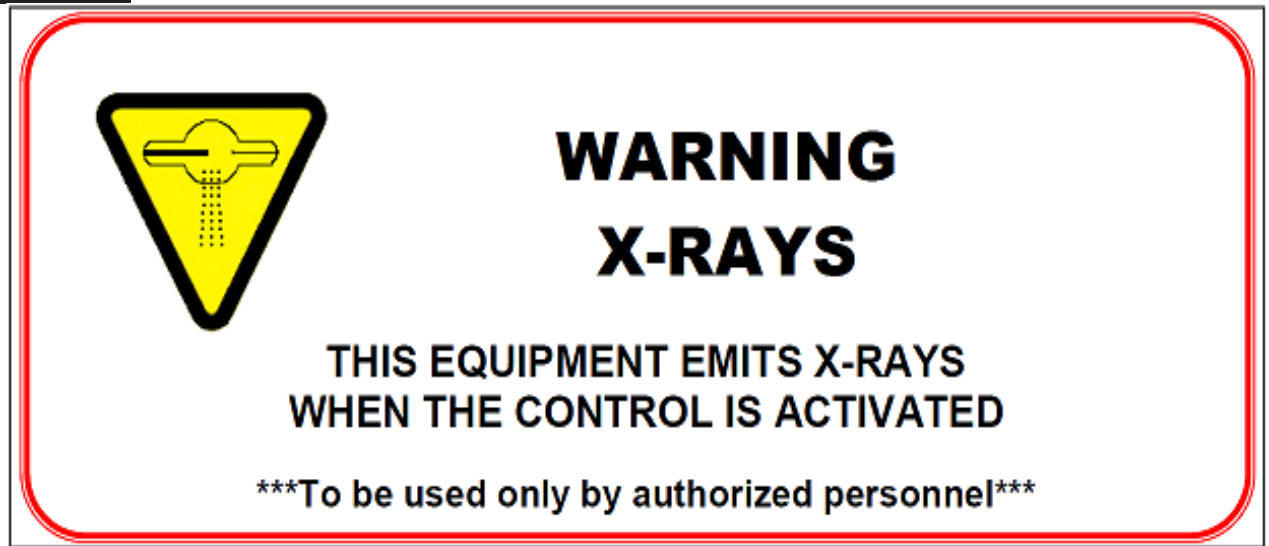 WARNING
X-RAYS
THIS EQUIPMENT EMITS X-RAYS
WHEN THE CONTROL IS ACTIVATED
***To be used only by authorized personnel***